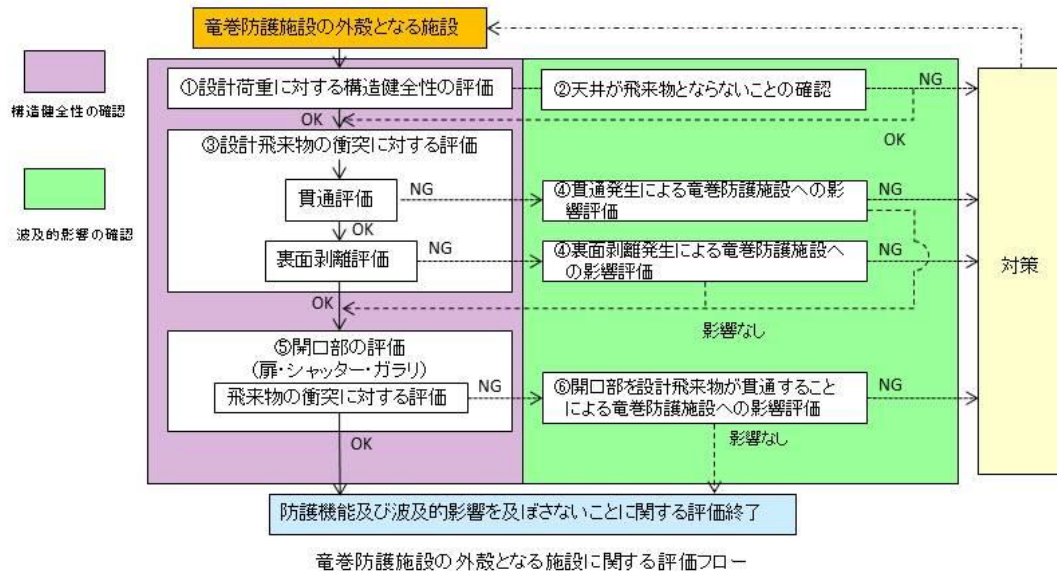 竜巻防護施設の外殻となる施設
構造健全性の確認
波及的影響の確認
①設計荷重に対する構造健全性の評価
②天井が飛来物とならないことの確認
NG
OK
OK
③設計飛来物の衝突に対する評価
貫通評価
NG
④貫通発生による竜巻防護施設への影
響評価
NG
OK
裏面剥離評価
NG
④裏面剥離発生による竜巻防護施設へ
の影響評価
NG
対策
OK
影響なし
⑤開口部の評価
(扉・シャッター・ガラリ)
飛来物の衝突に対する評価
NG
⑥開口部を設計飛来物が貫通すること
による竜巻防護施設への影響評価
NG
OK
影響なし
防護機能及び波及的影響を及ぼさないことに関する評価終了
竜巻防護施設の外殻となる施設に関する評価フロー